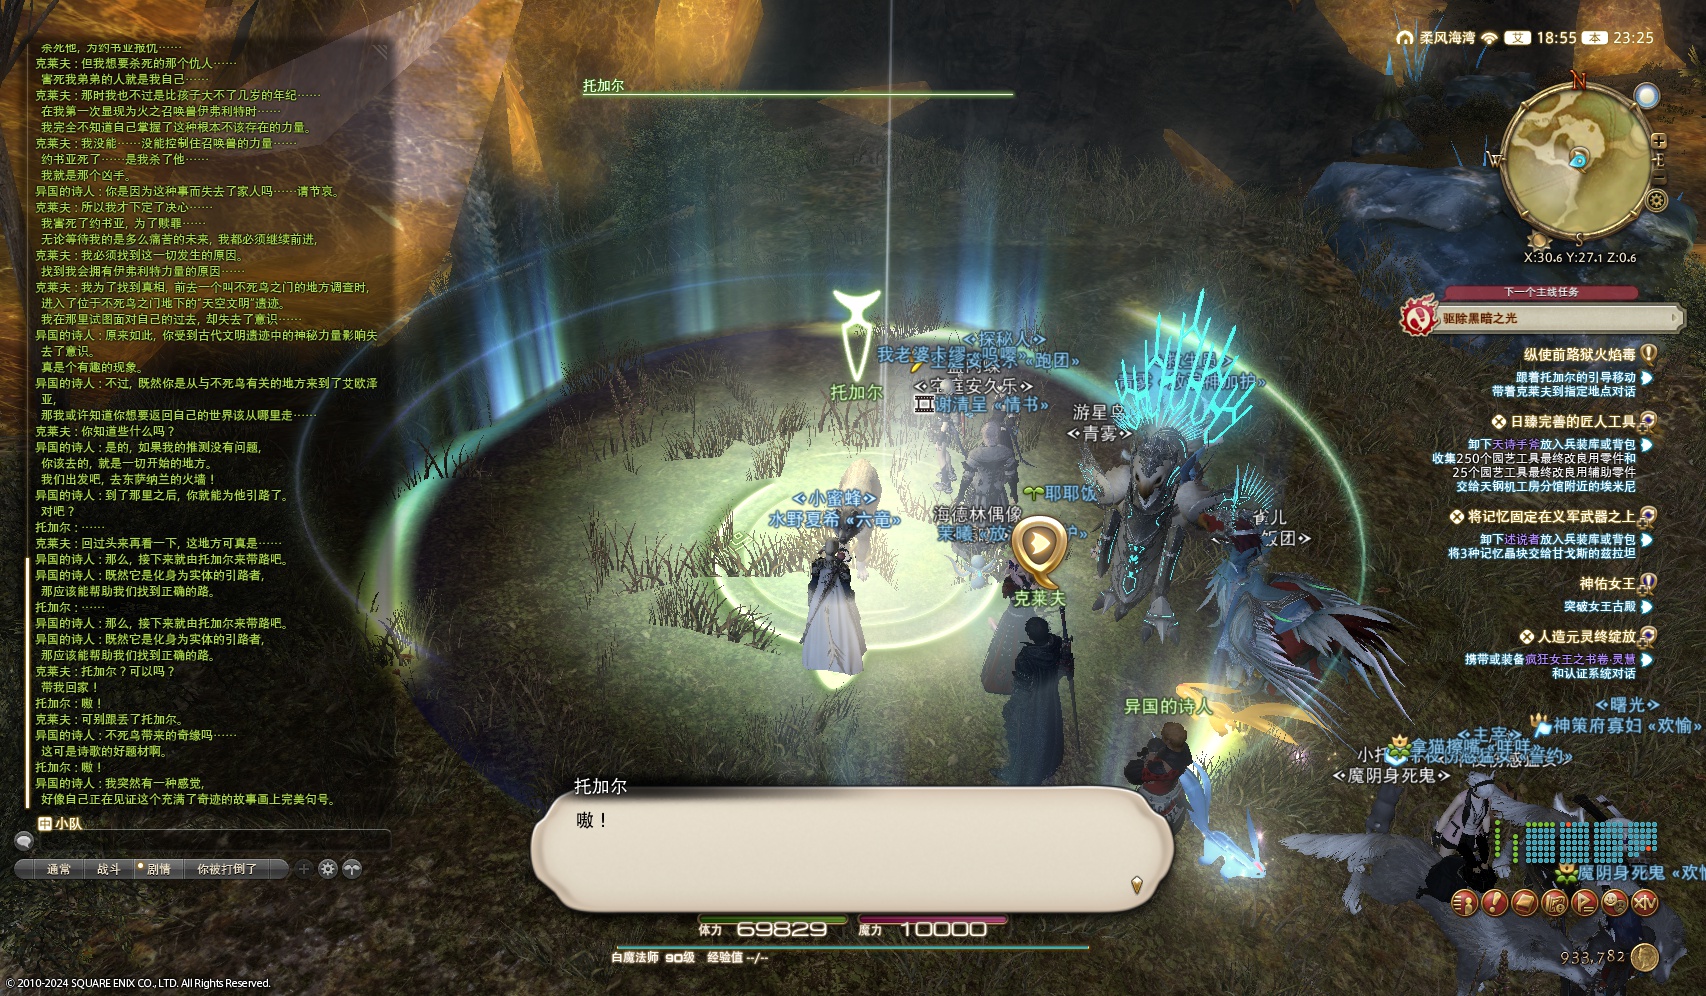 杀死他，为约书亚报仇……
克莱夫：但我想要杀死的那个仇人……
害死我弟弟的人就是我自己……
克莱夫：那时我也不过是比孩子大不了几岁的年纪……
在我第一次显现为火之召唤兽伊弗利特时……
我完全不知道自己掌握了这种根本不该存在的力量。
克莱夫：我没能……没能控制住召唤兽的力量……
约书亚死了……是我杀了他……
我就是那个凶手。
异国的诗人：你是因为这种事而失去了家人吗……请节哀。
克莱夫：所以我才下定了决心……
我害死了约书亚，为了赎罪……
无论等待我的是多么痛苦的未来，我都必须继续前进，
克莱夫：我必须找到这一切发生的原因。
找到我会拥有伊弗利特力量的原因……
克莱夫：我为了找到真相，前去一个叫不死鸟之门的地方调查时，
进入了位于不死鸟之门地下的“天空文明”遗迹。
我在那里试图面对自己的过去，却失去了意识……
异国的诗人：原来如此，你受到古代文明遗迹中的神秘力量影响失
去了意识。
真是个有趣的现象。
异国的诗人：不过，既然你是从与不死鸟有关的地方来到了艾欧泽
亚，
那我或许知道你想要返回自己的世界该从哪里走……
克莱夫：你知道些什么吗？
异国的诗人：是的，如果我的推测没有问题，
你该去的，就是一切开始的地方。
我们出发吧，去东萨纳兰的火墙！
异国的诗人：到了那里之后，你就能为他引路了。
对吧？
托加尔：……
克莱夫：回过头来再看一下，这地方可真是……
异国的诗人：那么，接下来就由托加尔来带路吧。
异国的诗人：既然它是化身为实体的引路者，
那应该能帮助我们找到正确的路。
托加尔：……
异国的诗人：那么，接下来就由托加尔来带路吧。
异国的诗人：既然它是化身为实体的引路者，
那应该能帮助我们找到正确的路。
克莱夫：托加尔？可以吗？
带我回家！
托加尔：嗷！
克莱夫：可别跟丢了托加尔。
异国的诗人：不死鸟带来的奇缘吗……
这可是诗歌的好题材啊。
托加尔：嗷！
异国的诗人：我突然有一种感觉，
好像自己正在见证这个充满了奇迹的故事画上完美句号。
中 小队
通常 战斗 剧情 你被打倒了
© 2010-2024 SQUARE ENIX CO., LTD. All Rights Reserved.
托加尔
托加尔
«探秘人»
谢清呈 «情书»
游星鸟
«青雾»
«小蜜蜂»
水野夏希 «六竜»
海德林偶像
耶耶饭
克莱夫
异国的诗人
雀儿
饭团»
«曙光»
神策府寡妇 «欢愉»
«主宰»
«魔阴身死鬼»
魔阴身死鬼
托加尔
嗷！
体力 69829 魔力 10000
白魔法师 90级 经验值 --/--
柔风海湾 艾 18:55 本 23:25
N
W E
S
X:30.6 Y:27.1 Z:0.6
下一个主线任务
驱除黑暗之光
纵使前路狱火焰毒
跟着托加尔的引导移动
带着克莱夫到指定地点对话
日臻完善的匠人工具
卸下天诗手斧放入兵装库或背包
收集250个园艺工具最终改良用零件和
25个园艺工具最终改良用辅助零件
交给天钢机工房分馆附近的埃米尼
将记忆固定在义军武器之上
卸下述说者放入兵装库或背包
将3种记忆晶块交给甘戈斯的兹拉坦
神佑女王
突破女王古殿
人造元灵终绽放
携带或装备疯狂女王之书卷·灵慧
和认证系统对话
XIV
933,782